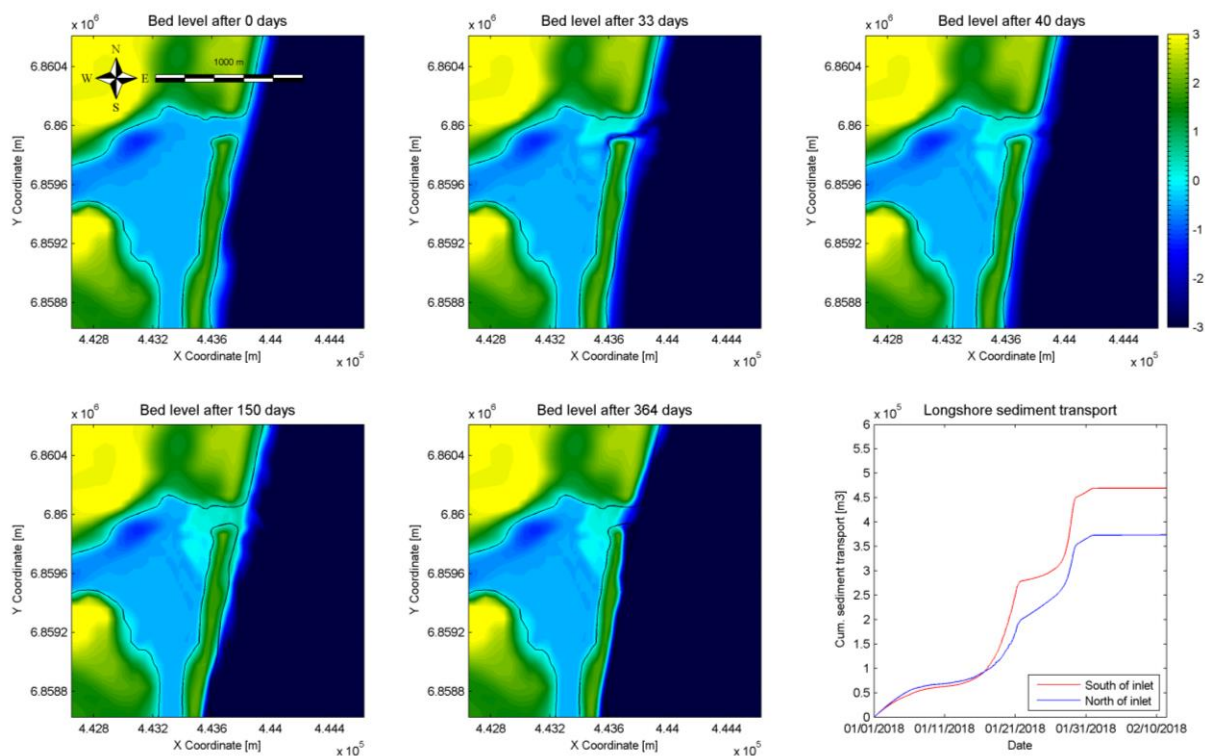 Bed level after 0 days
x 10⁶
N
W E
S
1000 m
6.8604
6.86
6.8596
6.8592
6.8588
Y Coordinate [m]
4.428 4.432 4.436 4.44 4.444
X Coordinate [m]
x 10⁵
Bed level after 33 days
x 10⁶
6.8604
6.86
6.8596
6.8592
6.8588
Y Coordinate [m]
4.428 4.432 4.436 4.44 4.444
X Coordinate [m]
x 10⁵
Bed level after 40 days
x 10⁶
6.8604
6.86
6.8596
6.8592
6.8588
Y Coordinate [m]
4.428 4.432 4.436 4.44 4.444
X Coordinate [m]
x 10⁵
3
2
1
0
-1
-2
-3
Bed level after 150 days
x 10⁶
6.8604
6.86
6.8596
6.8592
6.8588
Y Coordinate [m]
4.428 4.432 4.436 4.44 4.444
X Coordinate [m]
x 10⁵
Bed level after 364 days
x 10⁶
6.8604
6.86
6.8596
6.8592
6.8588
Y Coordinate [m]
4.428 4.432 4.436 4.44 4.444
X Coordinate [m]
x 10⁵
Longshore sediment transport
x 10⁵
6
5.5
5
4.5
4
3.5
3
2.5
2
1.5
1
0.5
0
Cum. sediment transport [m3]
South of inlet
North of inlet
01/01/2018 01/11/2018 01/21/2018 01/31/2018 02/10/2018
Date